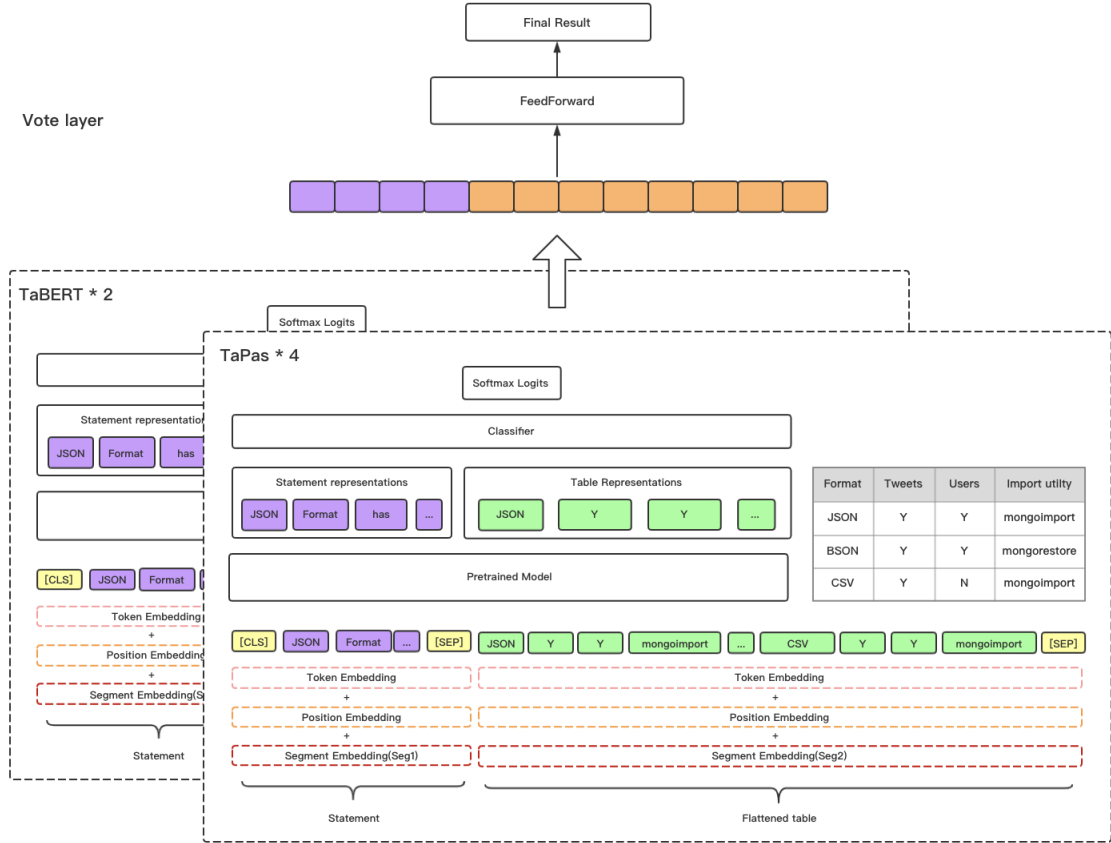 Final Result
FeedForward
Vote layer
TaBERT * 2
Softmax Logits
Statement representation
JSON Format has
[CLS] JSON Format
Token Embedding
+
Position Embedding
+
Segment Embedding(S
Statement
TaPas * 4
Softmax Logits
Classifier
Statement representations
JSON Format has ...
Table Representations
JSON Y Y ...
Pretrained Model
Format Tweets Users Import utilty
JSON Y Y mongoimport
BSON Y Y mongorestore
CSV Y N mongoimport
[CLS] JSON Format ... [SEP] JSON Y Y mongoimport ... CSV Y Y mongoimport [SEP]
Token Embedding Token Embedding
+ +
Position Embedding Position Embedding
+ +
Segment Embedding(Seg1) Segment Embedding(Seg2)
Statement Flattened table